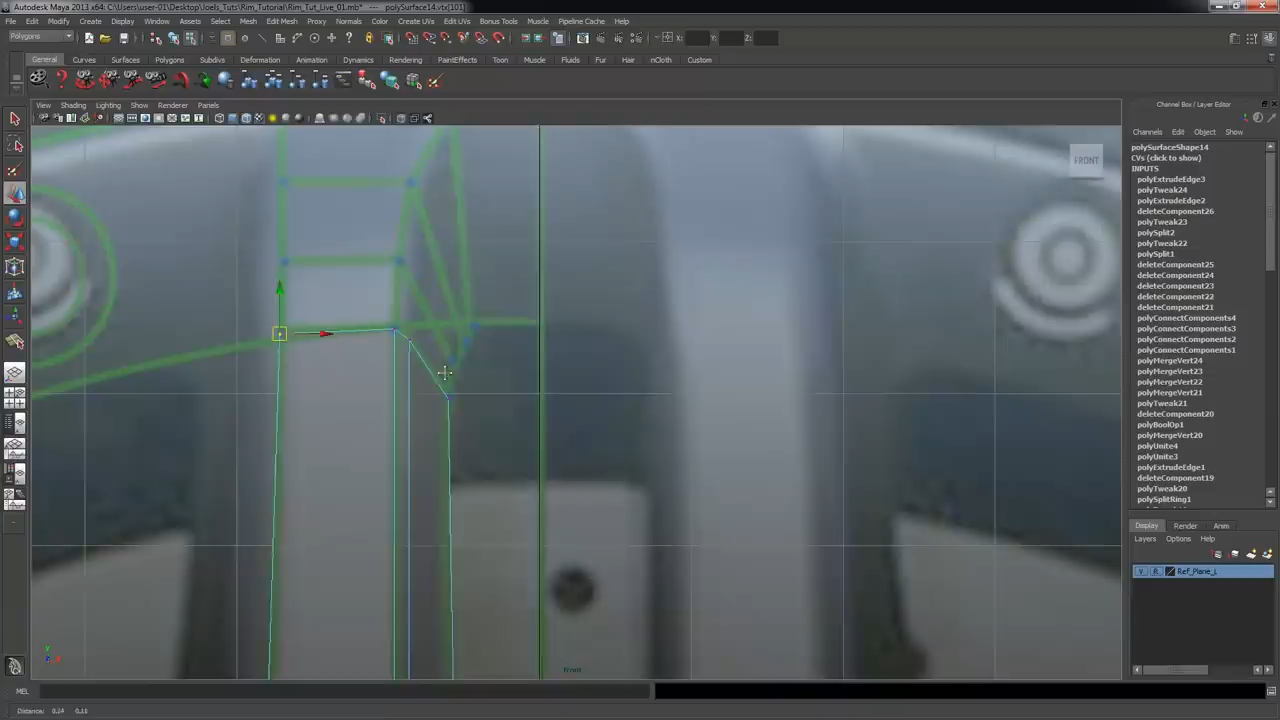 Autodesk Maya 2013 x64: C:\Users\user-01\Desktop\Joels_Tuts\Rim_Tutorial\Rim_Tut_Live_01.mb* --- polySurface14.vtx[101]
File Edit Modify Create Display Window Assets Select Mesh Edit Mesh Proxy Normals Color Create UVs Edit UVs Bonus Tools Muscle Pipeline Cache Help
Polygons X: Y: Z:
General Curves Surfaces Polygons Subdivs Deformation Animation Dynamics Rendering PaintEffects Toon Muscle Fluids Fur Hair nCloth Custom
View Shading Lighting Show Renderer Panels
FRONT
Channel Box / Layer Editor
Channels Edit Object Show
polySurfaceShape14
CVs (click to show)
INPUTS
polyExtrudeEdge3
polyTweak24
polyExtrudeEdge2
deleteComponent26
polyTweak23
polySplit2
polyTweak22
polySplit1
deleteComponent25
deleteComponent24
deleteComponent23
deleteComponent22
deleteComponent21
polyConnectComponents4
polyConnectComponents3
polyConnectComponents2
polyConnectComponents1
polyMergeVert24
polyMergeVert23
polyMergeVert22
polyMergeVert21
polyTweak21
deleteComponent20
polyBoolOp1
polyMergeVert20
polyUnite4
polyUnite3
polyExtrudeEdge1
deleteComponent19
polyTweak20
polySplitRing1
Display Render Anim
Layers Options Help
V R Ref_Plane_L
y
front
MEL
Distance: 0.24